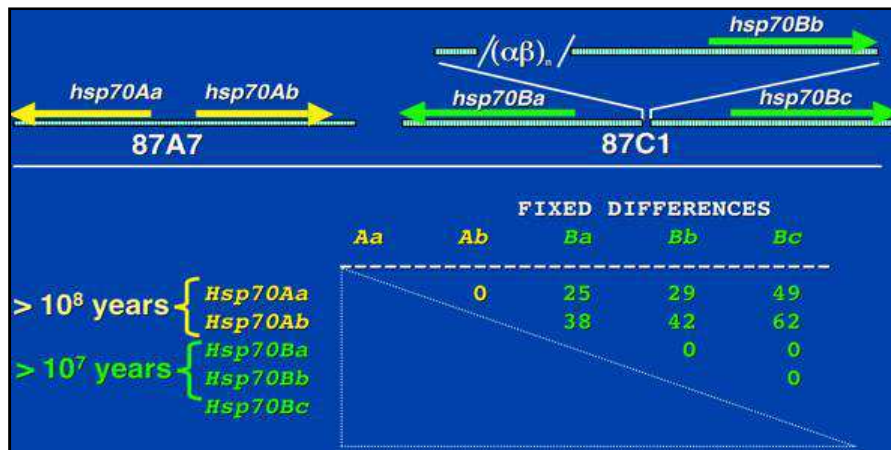 hsp70Bb
/(αβ)n /
hsp70Aa hsp70Ab hsp70Ba hsp70Bc
87A7 87C1
FIXED DIFFERENCES
Aa Ab Ba Bb Bc
> 10⁸ years Hsp70Aa 0 25 29 49
Hsp70Ab 38 42 62
> 10⁷ years Hsp70Ba 0 0
Hsp70Bb 0
Hsp70Bc